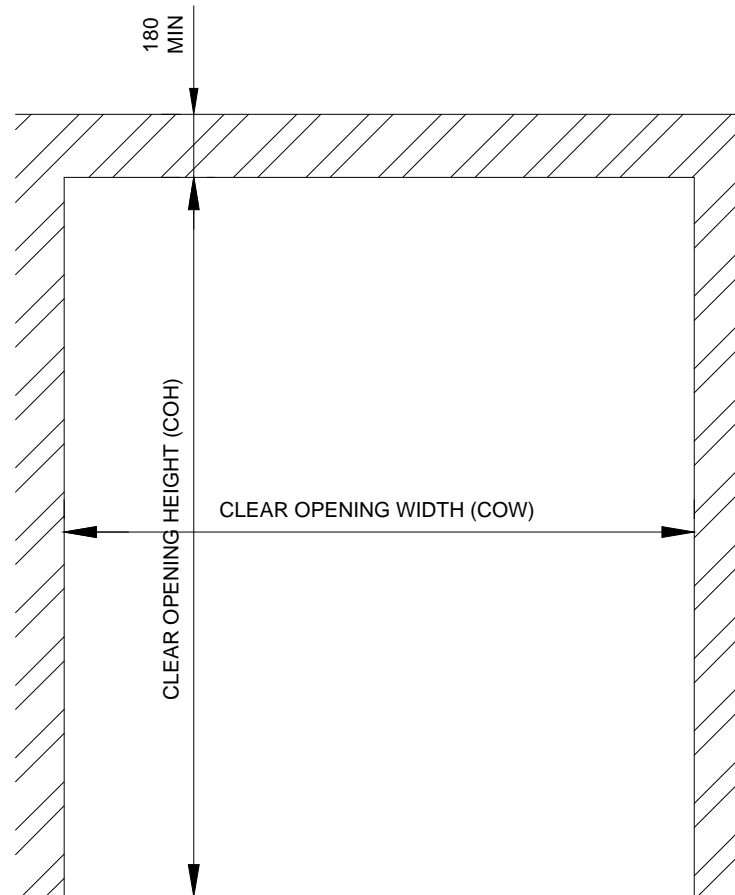 180
MIN
CLEAR OPENING HEIGHT (COH)
CLEAR OPENING WIDTH (COW)